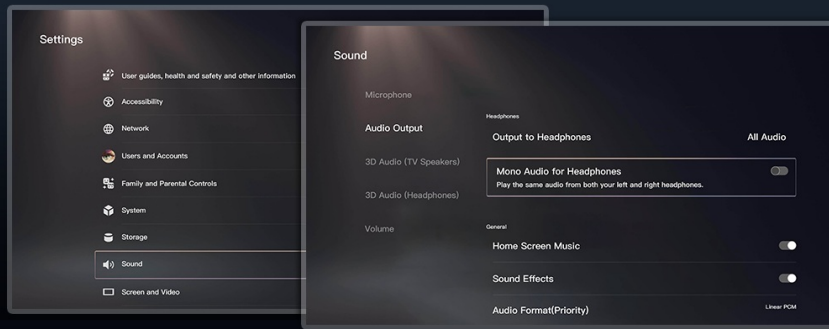 Settings
User guides, health and safety and other information
Accessibility
Network
Users and Accounts
Family and Parental Controls
System
Storage
Sound
Screen and Video
Sound
Microphone
Audio Output
3D Audio (TV Speakers)
3D Audio (Headphones)
Volume
Headphones
Output to Headphones All Audio
Mono Audio for Headphones
Play the same audio from both your left and right headphones.
General
Home Screen Music
Sound Effects
Audio Format(Priority) Linear PCM